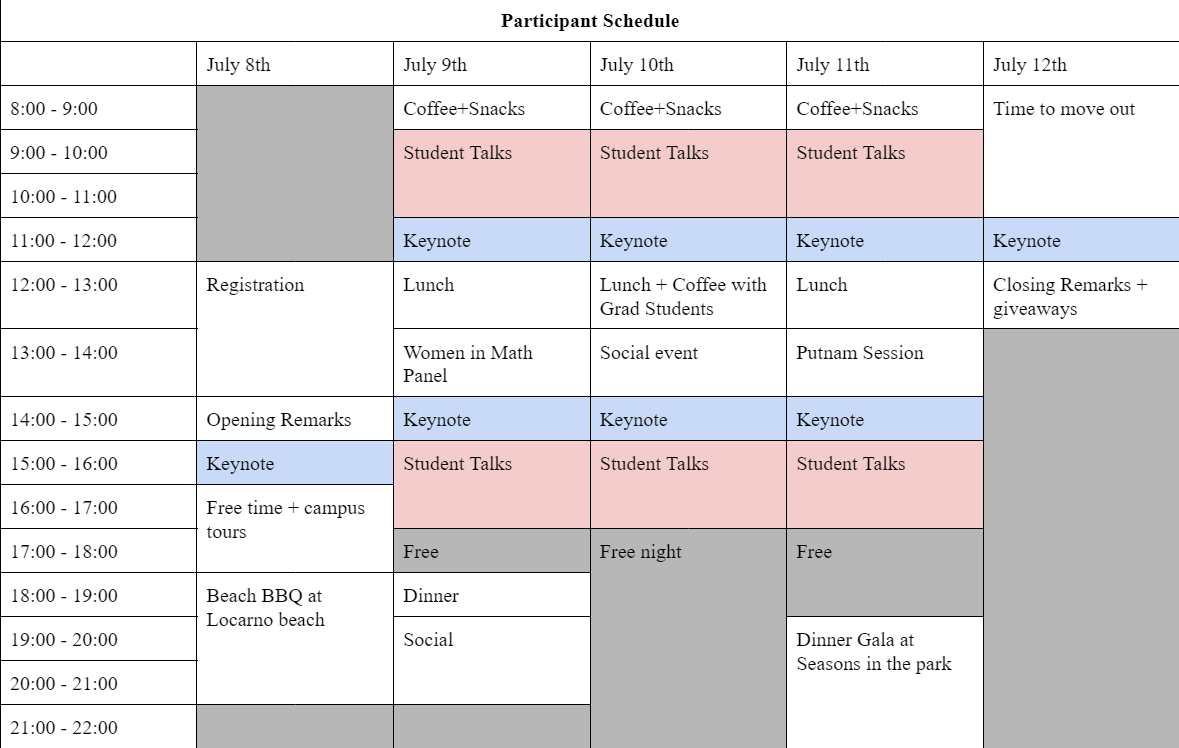 Participant Schedule
July 8th
July 9th
July 10th
July 11th
July 12th
8:00 - 9:00
Coffee+Snacks
Coffee+Snacks
Coffee+Snacks
Time to move out
9:00 - 10:00
Student Talks
Student Talks
Student Talks
10:00 - 11:00
11:00 - 12:00
Keynote
Keynote
Keynote
Keynote
12:00 - 13:00
Registration
Lunch
Lunch + Coffee with
Grad Students
Lunch
Closing Remarks +
giveaways
13:00 - 14:00
Women in Math
Panel
Social event
Putnam Session
14:00 - 15:00
Opening Remarks
Keynote
Keynote
Keynote
15:00 - 16:00
Keynote
Student Talks
Student Talks
Student Talks
16:00 - 17:00
Free time + campus
tours
17:00 - 18:00
Free
Free night
Free
18:00 - 19:00
Beach BBQ at
Locarno beach
Dinner
19:00 - 20:00
Social
Dinner Gala at
Seasons in the park
20:00 - 21:00
21:00 - 22:00